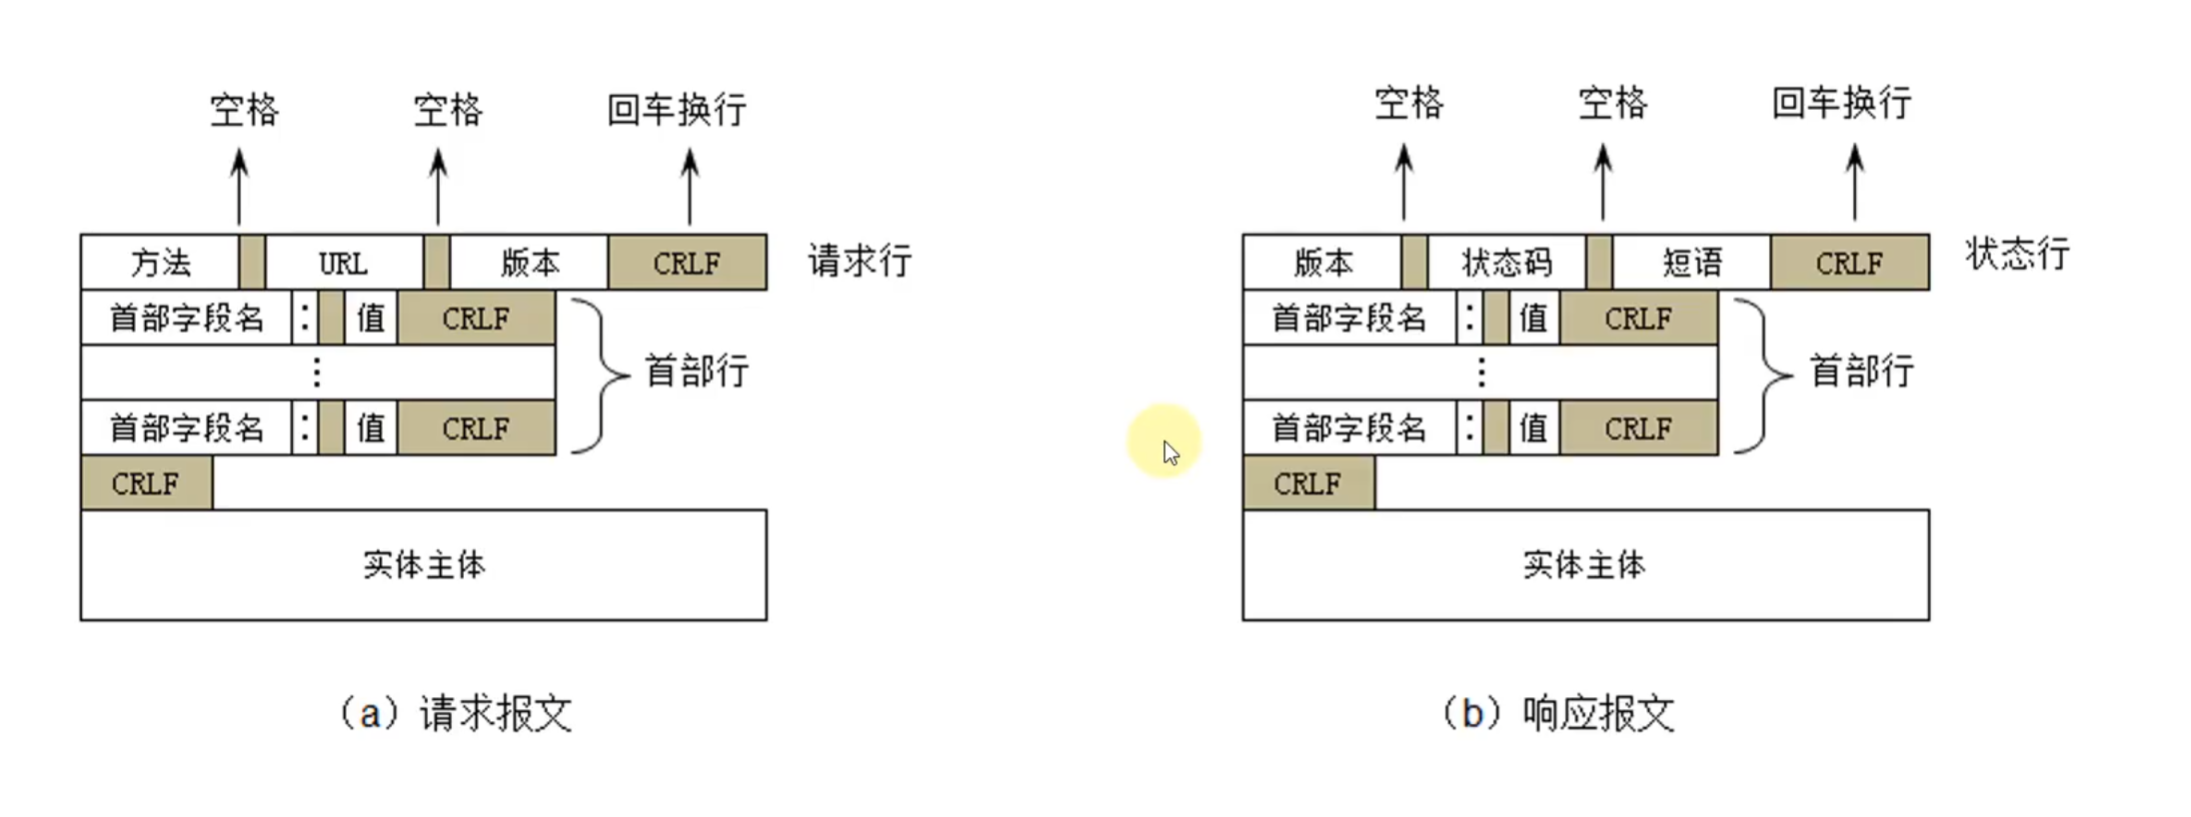 空格 空格 回车换行
方法 URL 版本 CRLF 请求行
首部字段名 : 值 CRLF
⋮ 首部行
首部字段名 : 值 CRLF
CRLF
实体主体
(a) 请求报文
空格 空格 回车换行
版本 状态码 短语 CRLF 状态行
首部字段名 : 值 CRLF
⋮ 首部行
首部字段名 : 值 CRLF
CRLF
实体主体
(b) 响应报文